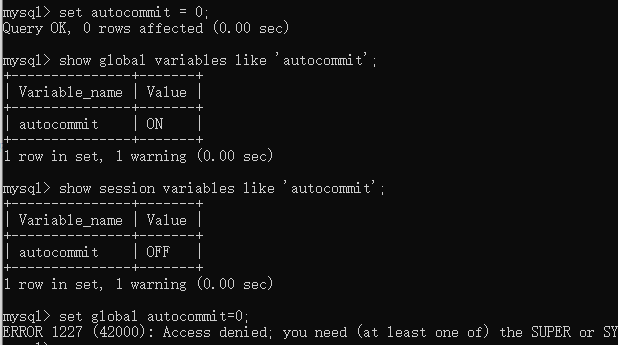 mysql> set autocommit = 0;
Query OK, 0 rows affected (0.00 sec)
mysql> show global variables like 'autocommit';
+---------------+-------+
| Variable_name | Value |
+---------------+-------+
| autocommit    | ON    |
+---------------+-------+
1 row in set, 1 warning (0.00 sec)
mysql> show session variables like 'autocommit';
+---------------+-------+
| Variable_name | Value |
+---------------+-------+
| autocommit    | OFF   |
+---------------+-------+
1 row in set, 1 warning (0.00 sec)
mysql> set global autocommit=0;
ERROR 1227 (42000): Access denied; you need (at least one of) the SUPER or SY